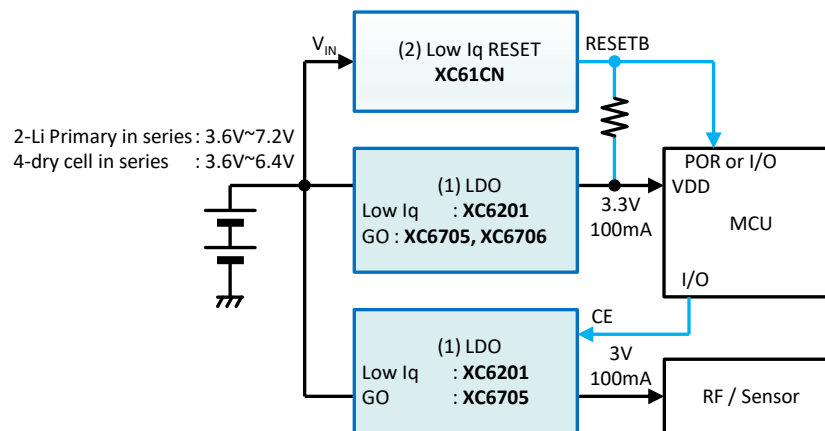 (2) Low Iq RESET
XC61CN
VIN
RESETB
2-Li Primary in series : 3.6V~7.2V
4-dry cell in series : 3.6V~6.4V
(1) LDO
Low Iq : XC6201
GO : XC6705, XC6706
3.3V
100mA
POR or I/O
VDD
MCU
I/O
CE
(1) LDO
Low Iq : XC6201
GO : XC6705
3V
100mA
RF / Sensor